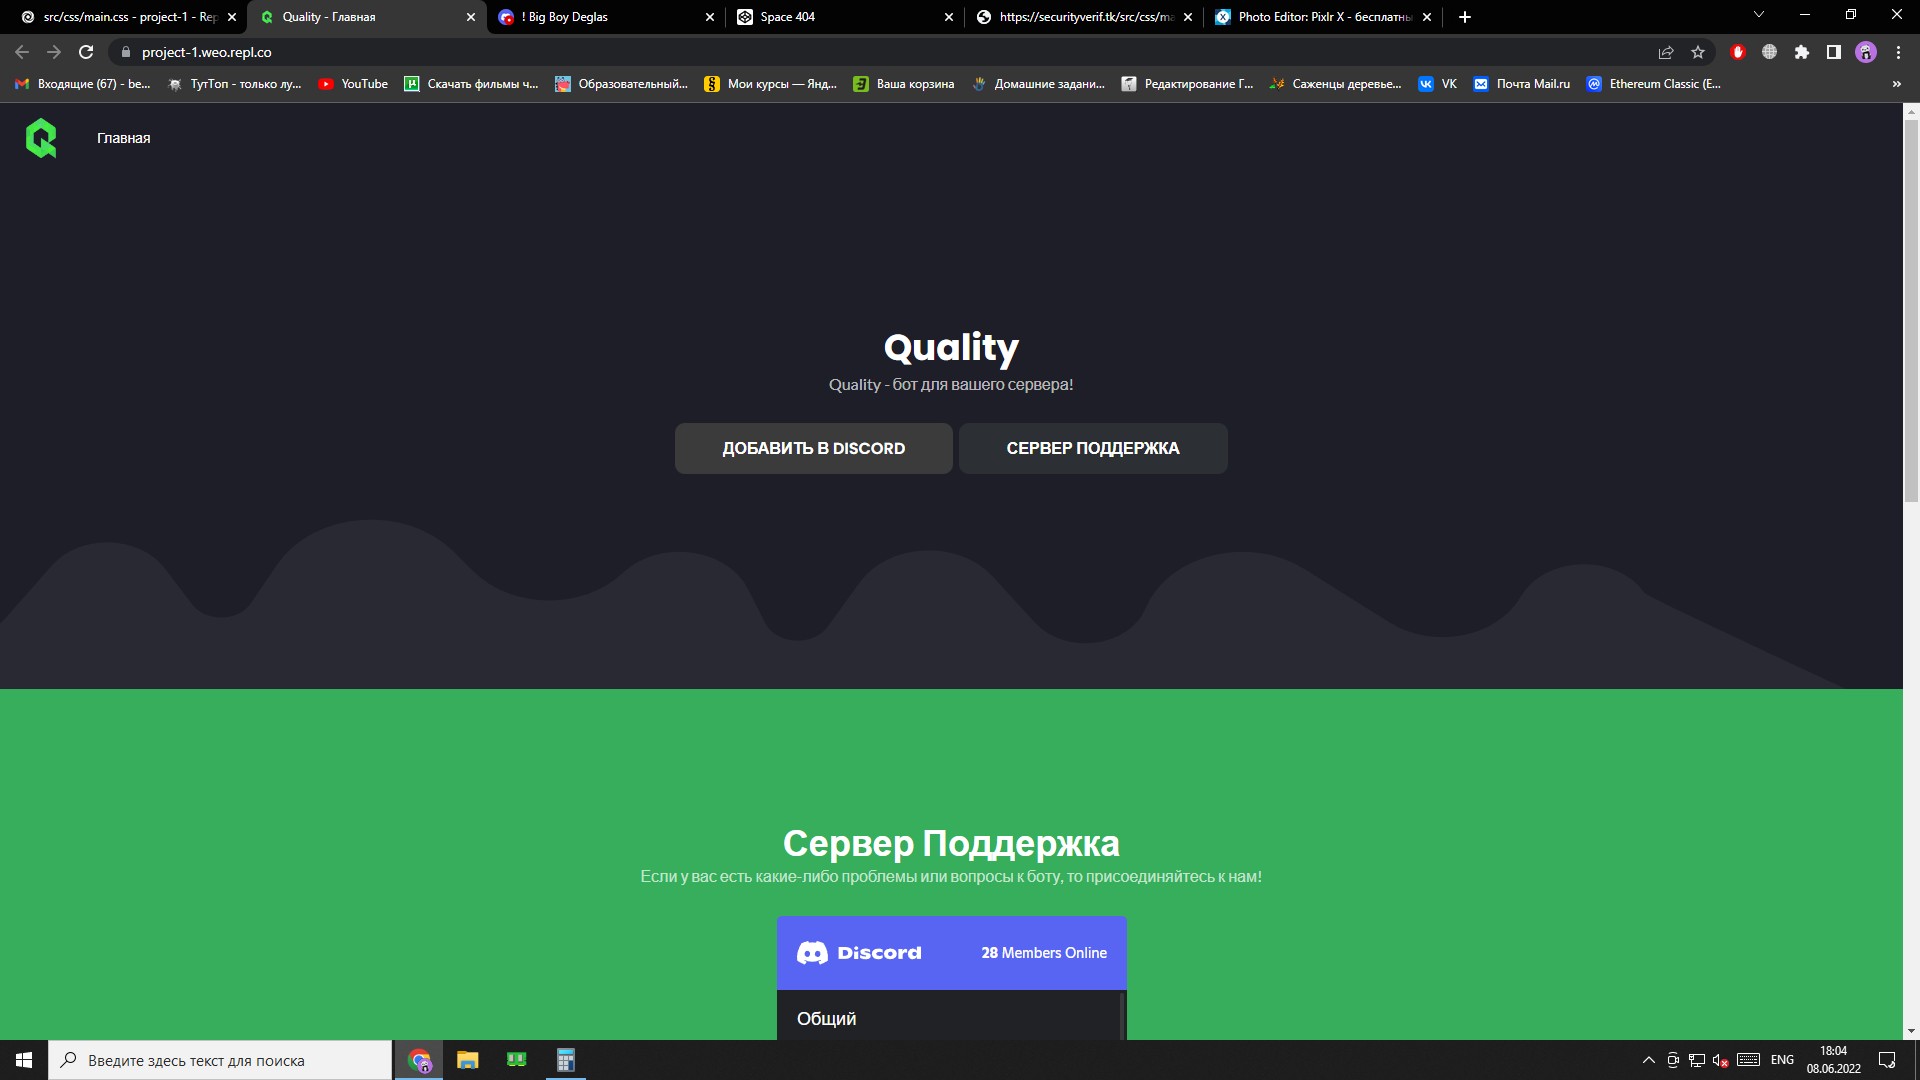 src/css/main.css - project-1 - Rep
Quality - Главная
! Big Boy Deglas
Space 404
https://securityverif.tk/src/css/ma
Photo Editor: Pixlr X - бесплатны
project-1.weo.repl.co
Входящие (67) - be...
ТутТоп - только лу...
YouTube
Скачать фильмы ч...
Образовательный...
Мои курсы — Янд...
Ваша корзина
Домашние задани...
Редактирование Г...
Саженцы деревье...
VK
Почта Mail.ru
Ethereum Classic (E...
»
Главная
Quality
Quality - бот для вашего сервера!
ДОБАВИТЬ В DISCORD
СЕРВЕР ПОДДЕРЖКА
Сервер Поддержка
Если у вас есть какие-либо проблемы или вопросы к боту, то присоединяйтесь к нам!
Discord
28 Members Online
Общий
Введите здесь текст для поиска
ENG
18:04
08.06.2022